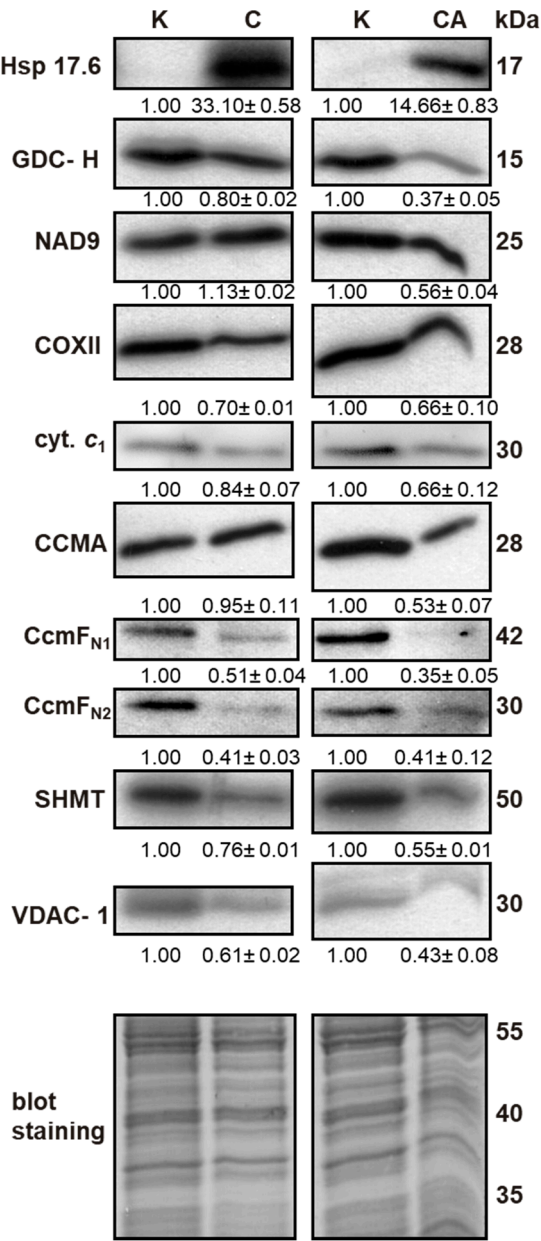 K C K CA kDa
Hsp 17.6 17
1.00 33.10± 0.58 1.00 14.66± 0.83
GDC- H 15
1.00 0.80± 0.02 1.00 0.37± 0.05
NAD9 25
1.00 1.13± 0.02 1.00 0.56± 0.04
COXII 28
1.00 0.70± 0.01 1.00 0.66± 0.10
cyt. c1 30
1.00 0.84± 0.07 1.00 0.66± 0.12
CCMA 28
1.00 0.95± 0.11 1.00 0.53± 0.07
CcmFN1 42
1.00 0.51± 0.04 1.00 0.35± 0.05
CcmFN2 30
1.00 0.41± 0.03 1.00 0.41± 0.12
SHMT 50
1.00 0.76± 0.01 1.00 0.55± 0.01
VDAC- 1 30
1.00 0.61± 0.02 1.00 0.43± 0.08
55
blot 40
staining
35